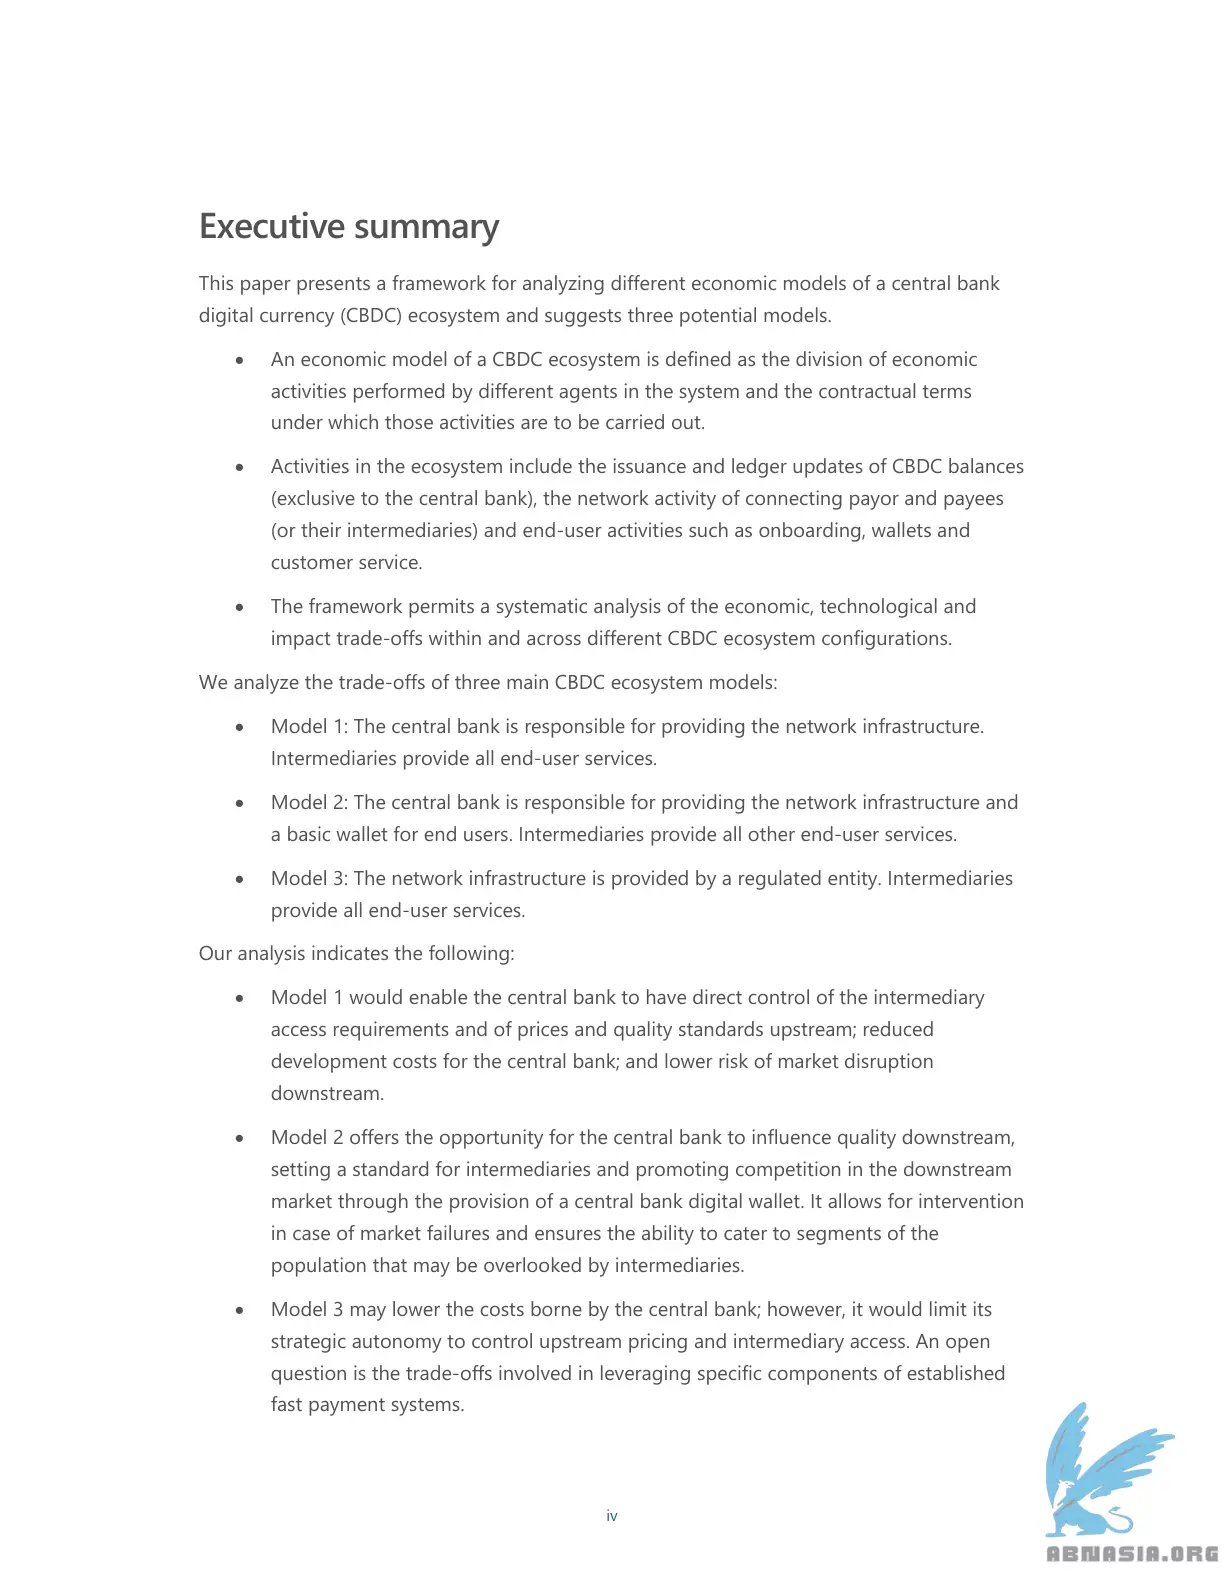 Executive summary
This paper presents a framework for analyzing different economic models of a central bank
digital currency (CBDC) ecosystem and suggests three potential models.
• An economic model of a CBDC ecosystem is defined as the division of economic
activities performed by different agents in the system and the contractual terms
under which those activities are to be carried out.
• Activities in the ecosystem include the issuance and ledger updates of CBDC balances
(exclusive to the central bank), the network activity of connecting payor and payees
(or their intermediaries) and end-user activities such as onboarding, wallets and
customer service.
• The framework permits a systematic analysis of the economic, technological and
impact trade-offs within and across different CBDC ecosystem configurations.
We analyze the trade-offs of three main CBDC ecosystem models:
• Model 1: The central bank is responsible for providing the network infrastructure.
Intermediaries provide all end-user services.
• Model 2: The central bank is responsible for providing the network infrastructure and
a basic wallet for end users. Intermediaries provide all other end-user services.
• Model 3: The network infrastructure is provided by a regulated entity. Intermediaries
provide all end-user services.
Our analysis indicates the following:
• Model 1 would enable the central bank to have direct control of the intermediary
access requirements and of prices and quality standards upstream; reduced
development costs for the central bank; and lower risk of market disruption
downstream.
• Model 2 offers the opportunity for the central bank to influence quality downstream,
setting a standard for intermediaries and promoting competition in the downstream
market through the provision of a central bank digital wallet. It allows for intervention
in case of market failures and ensures the ability to cater to segments of the
population that may be overlooked by intermediaries.
• Model 3 may lower the costs borne by the central bank; however, it would limit its
strategic autonomy to control upstream pricing and intermediary access. An open
question is the trade-offs involved in leveraging specific components of established
fast payment systems.
iv
ABNASIA.ORG